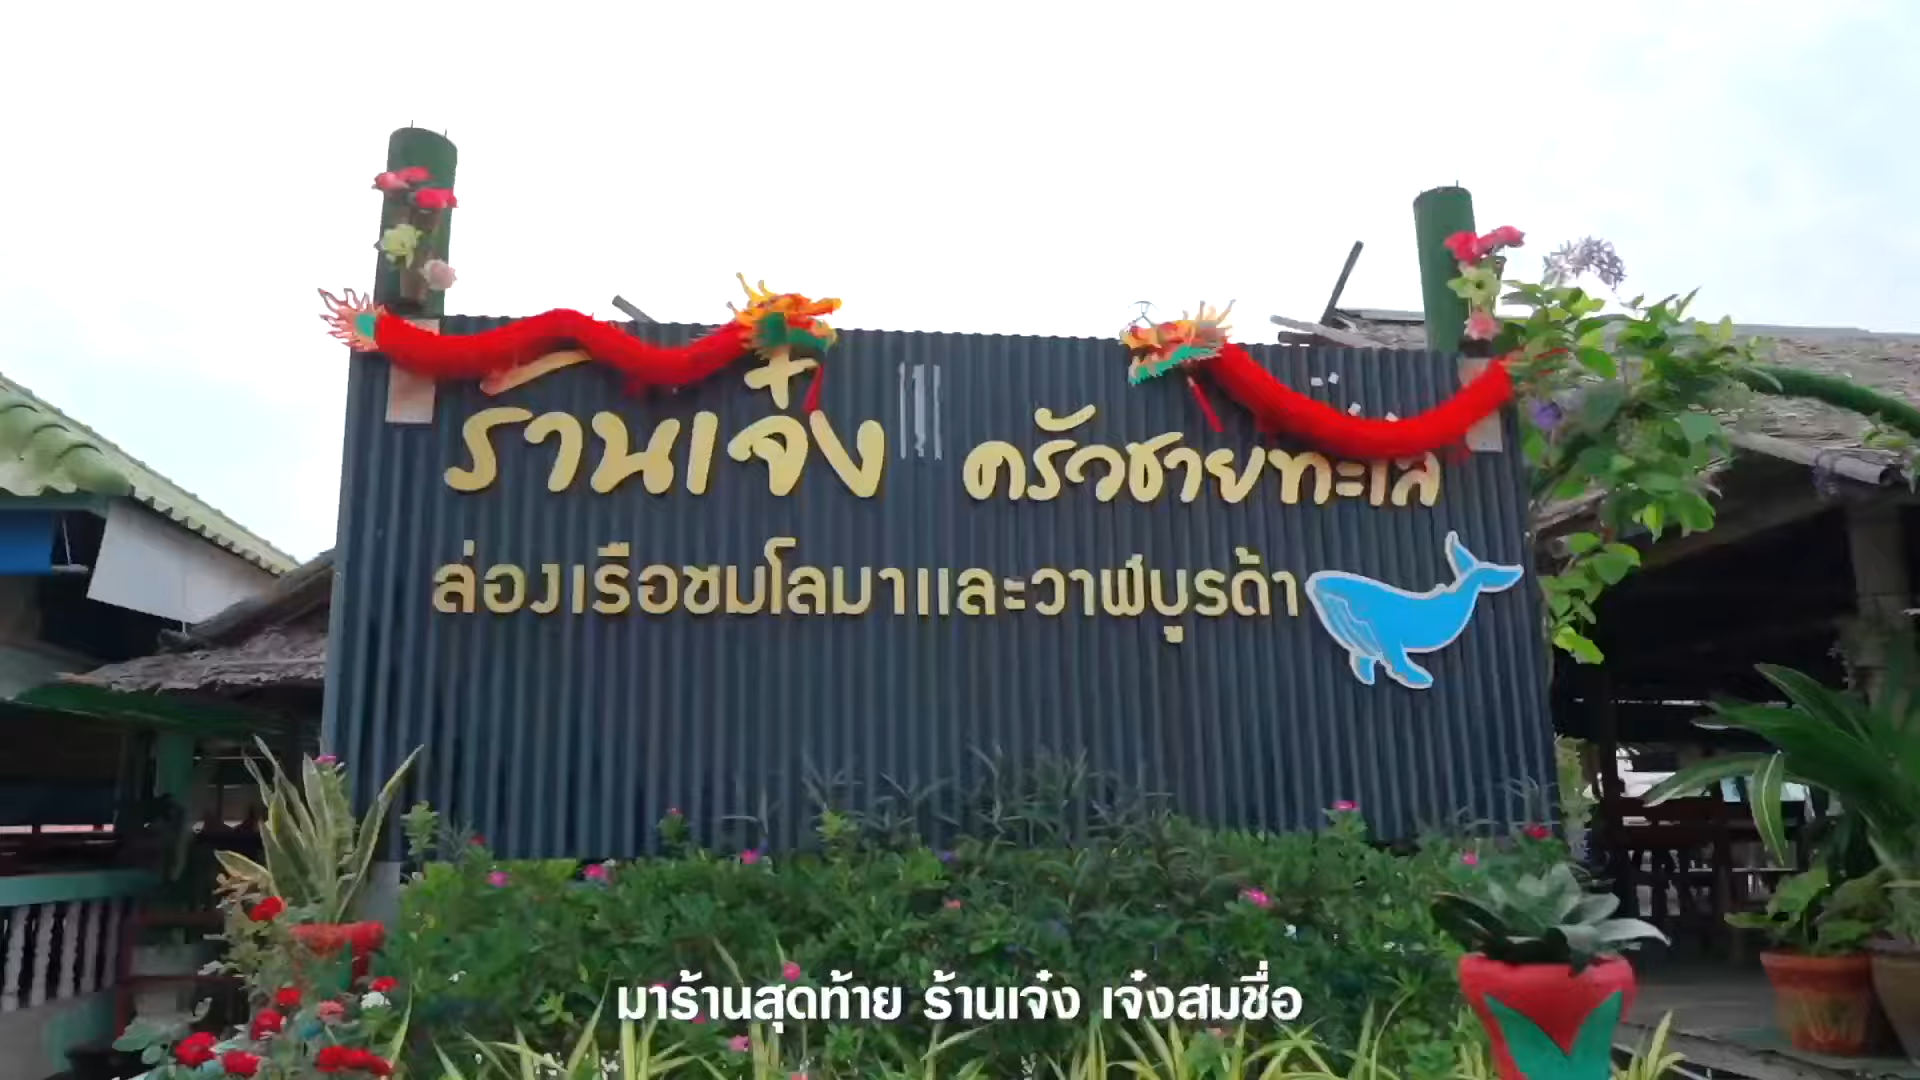 ร้านเจ๋ง ครัวชายทะเล
ล่องเรือชมโลมาและวาฬบูรด้า
มาร้านสุดท้าย ร้านเจ๋ง เจ๋งสมชื่อ